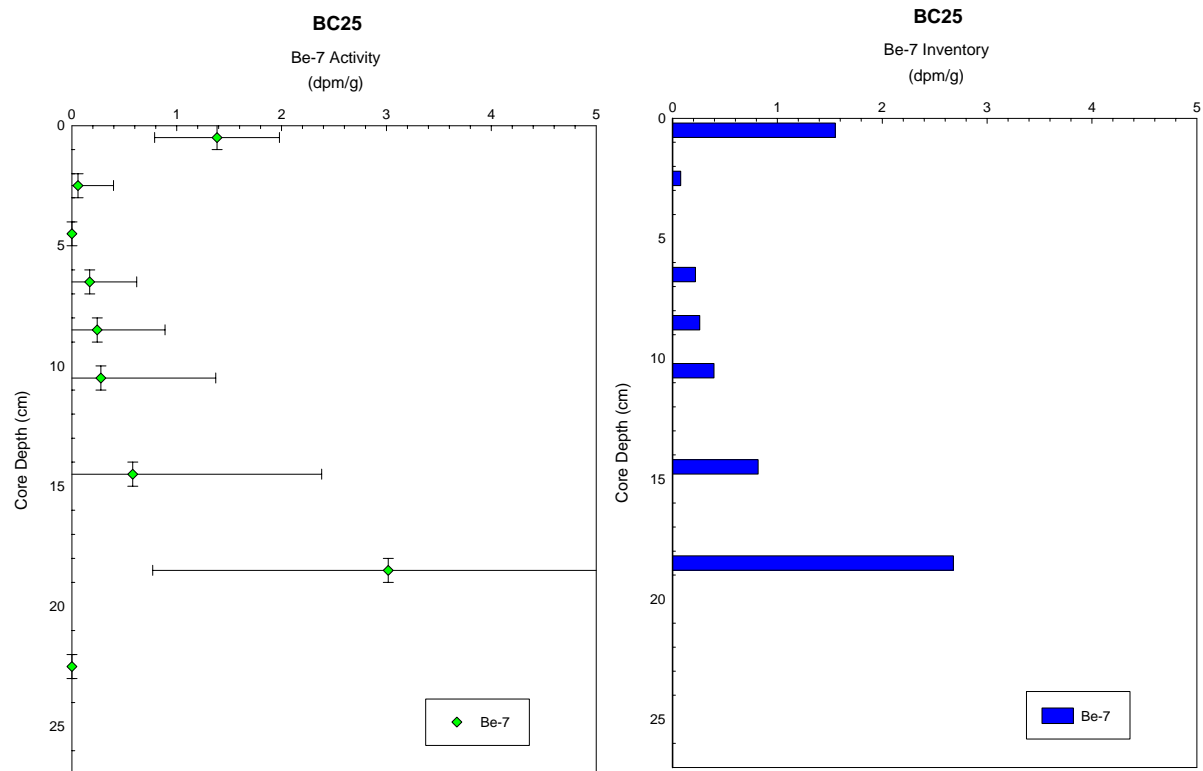 BC25
Be-7 Activity
(dpm/g)
0 1 2 3 4 5
0
5
10
15
20
25
Core Depth (cm)
Be-7
BC25
Be-7 Inventory
(dpm/g)
0 1 2 3 4 5
0
5
10
15
20
25
Core Depth (cm)
Be-7